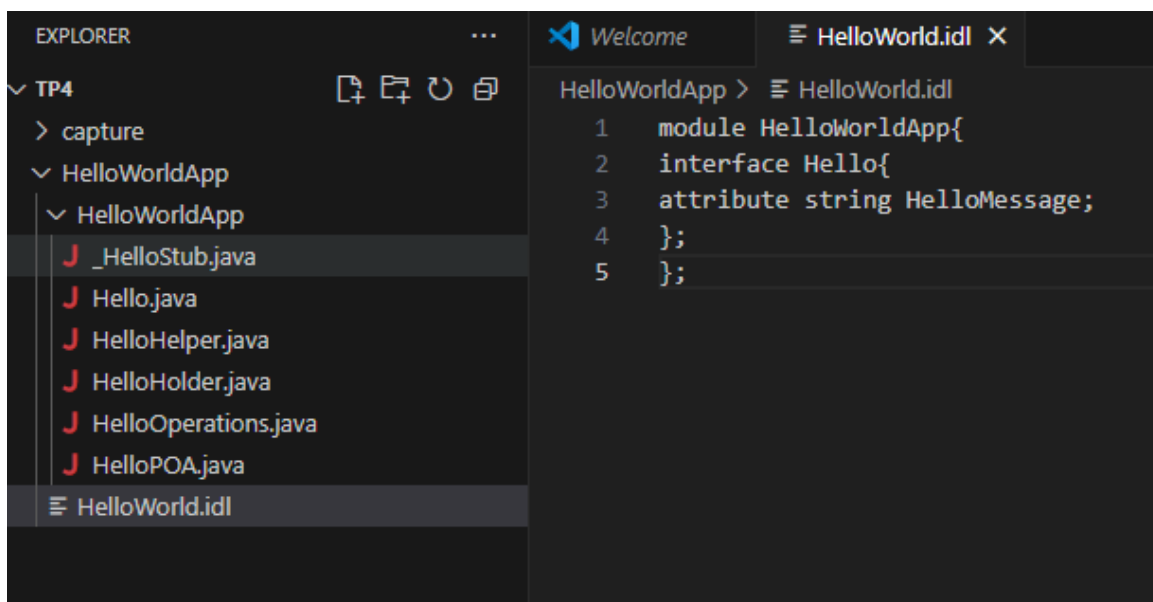 EXPLORER
TP4
capture
HelloWorldApp
HelloWorldApp
J _HelloStub.java
J Hello.java
J HelloHelper.java
J HelloHolder.java
J HelloOperations.java
J HelloPOA.java
HelloWorld.idl
Welcome HelloWorld.idl
HelloWorldApp > HelloWorld.idl
1 module HelloWorldApp{
2 interface Hello{
3 attribute string HelloMessage;
4 };
5 };